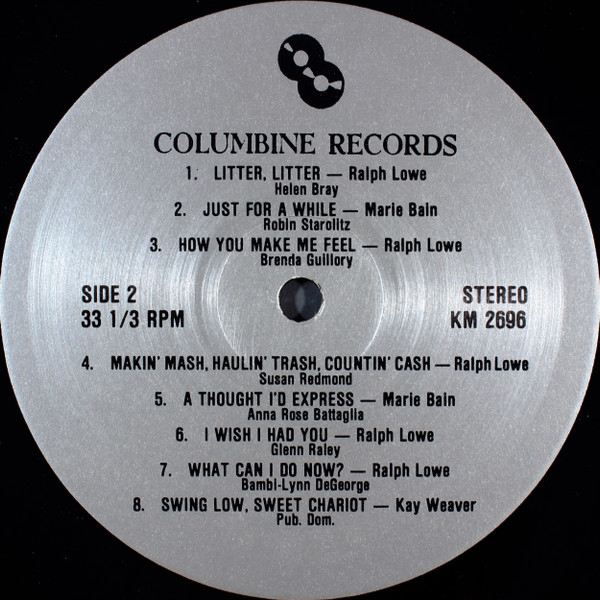 COLUMBINE RECORDS
1. LITTER, LITTER — Ralph Lowe
Helen Bray
2. JUST FOR A WHILE — Marie Bain
Robin Starolitz
3. HOW YOU MAKE ME FEEL — Ralph Lowe
Brenda Guillory
SIDE 2
33 1/3 RPM
STEREO
KM 2696
4. MAKIN' MASH, HAULIN' TRASH, COUNTIN' CASH — Ralph Lowe
Susan Redmond
5. A THOUGHT I'D EXPRESS — Marie Bain
Anna Rose Battaglia
6. I WISH I HAD YOU — Ralph Lowe
Glenn Raley
7. WHAT CAN I DO NOW? — Ralph Lowe
Bambi-Lynn DeGeorge
8. SWING LOW, SWEET CHARIOT — Kay Weaver
Pub. Dom.